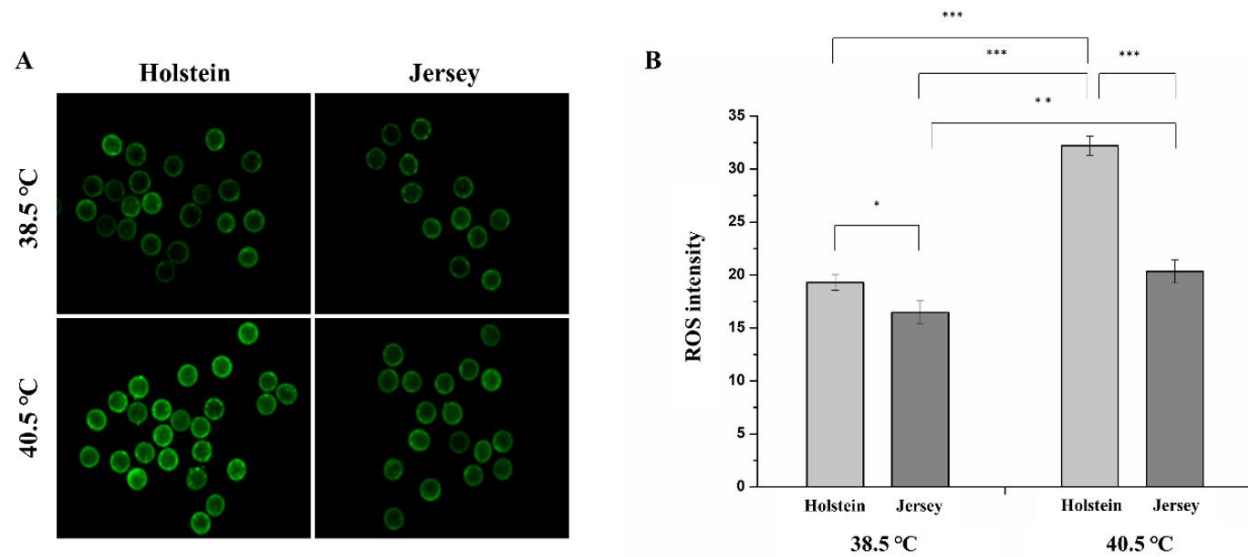 A
Holstein
Jersey
38.5 °C
40.5 °C
B
***
***
***
* *
*
ROS intensity
35
30
25
20
15
10
5
0
Holstein
Jersey
Holstein
Jersey
38.5 °C
40.5 °C